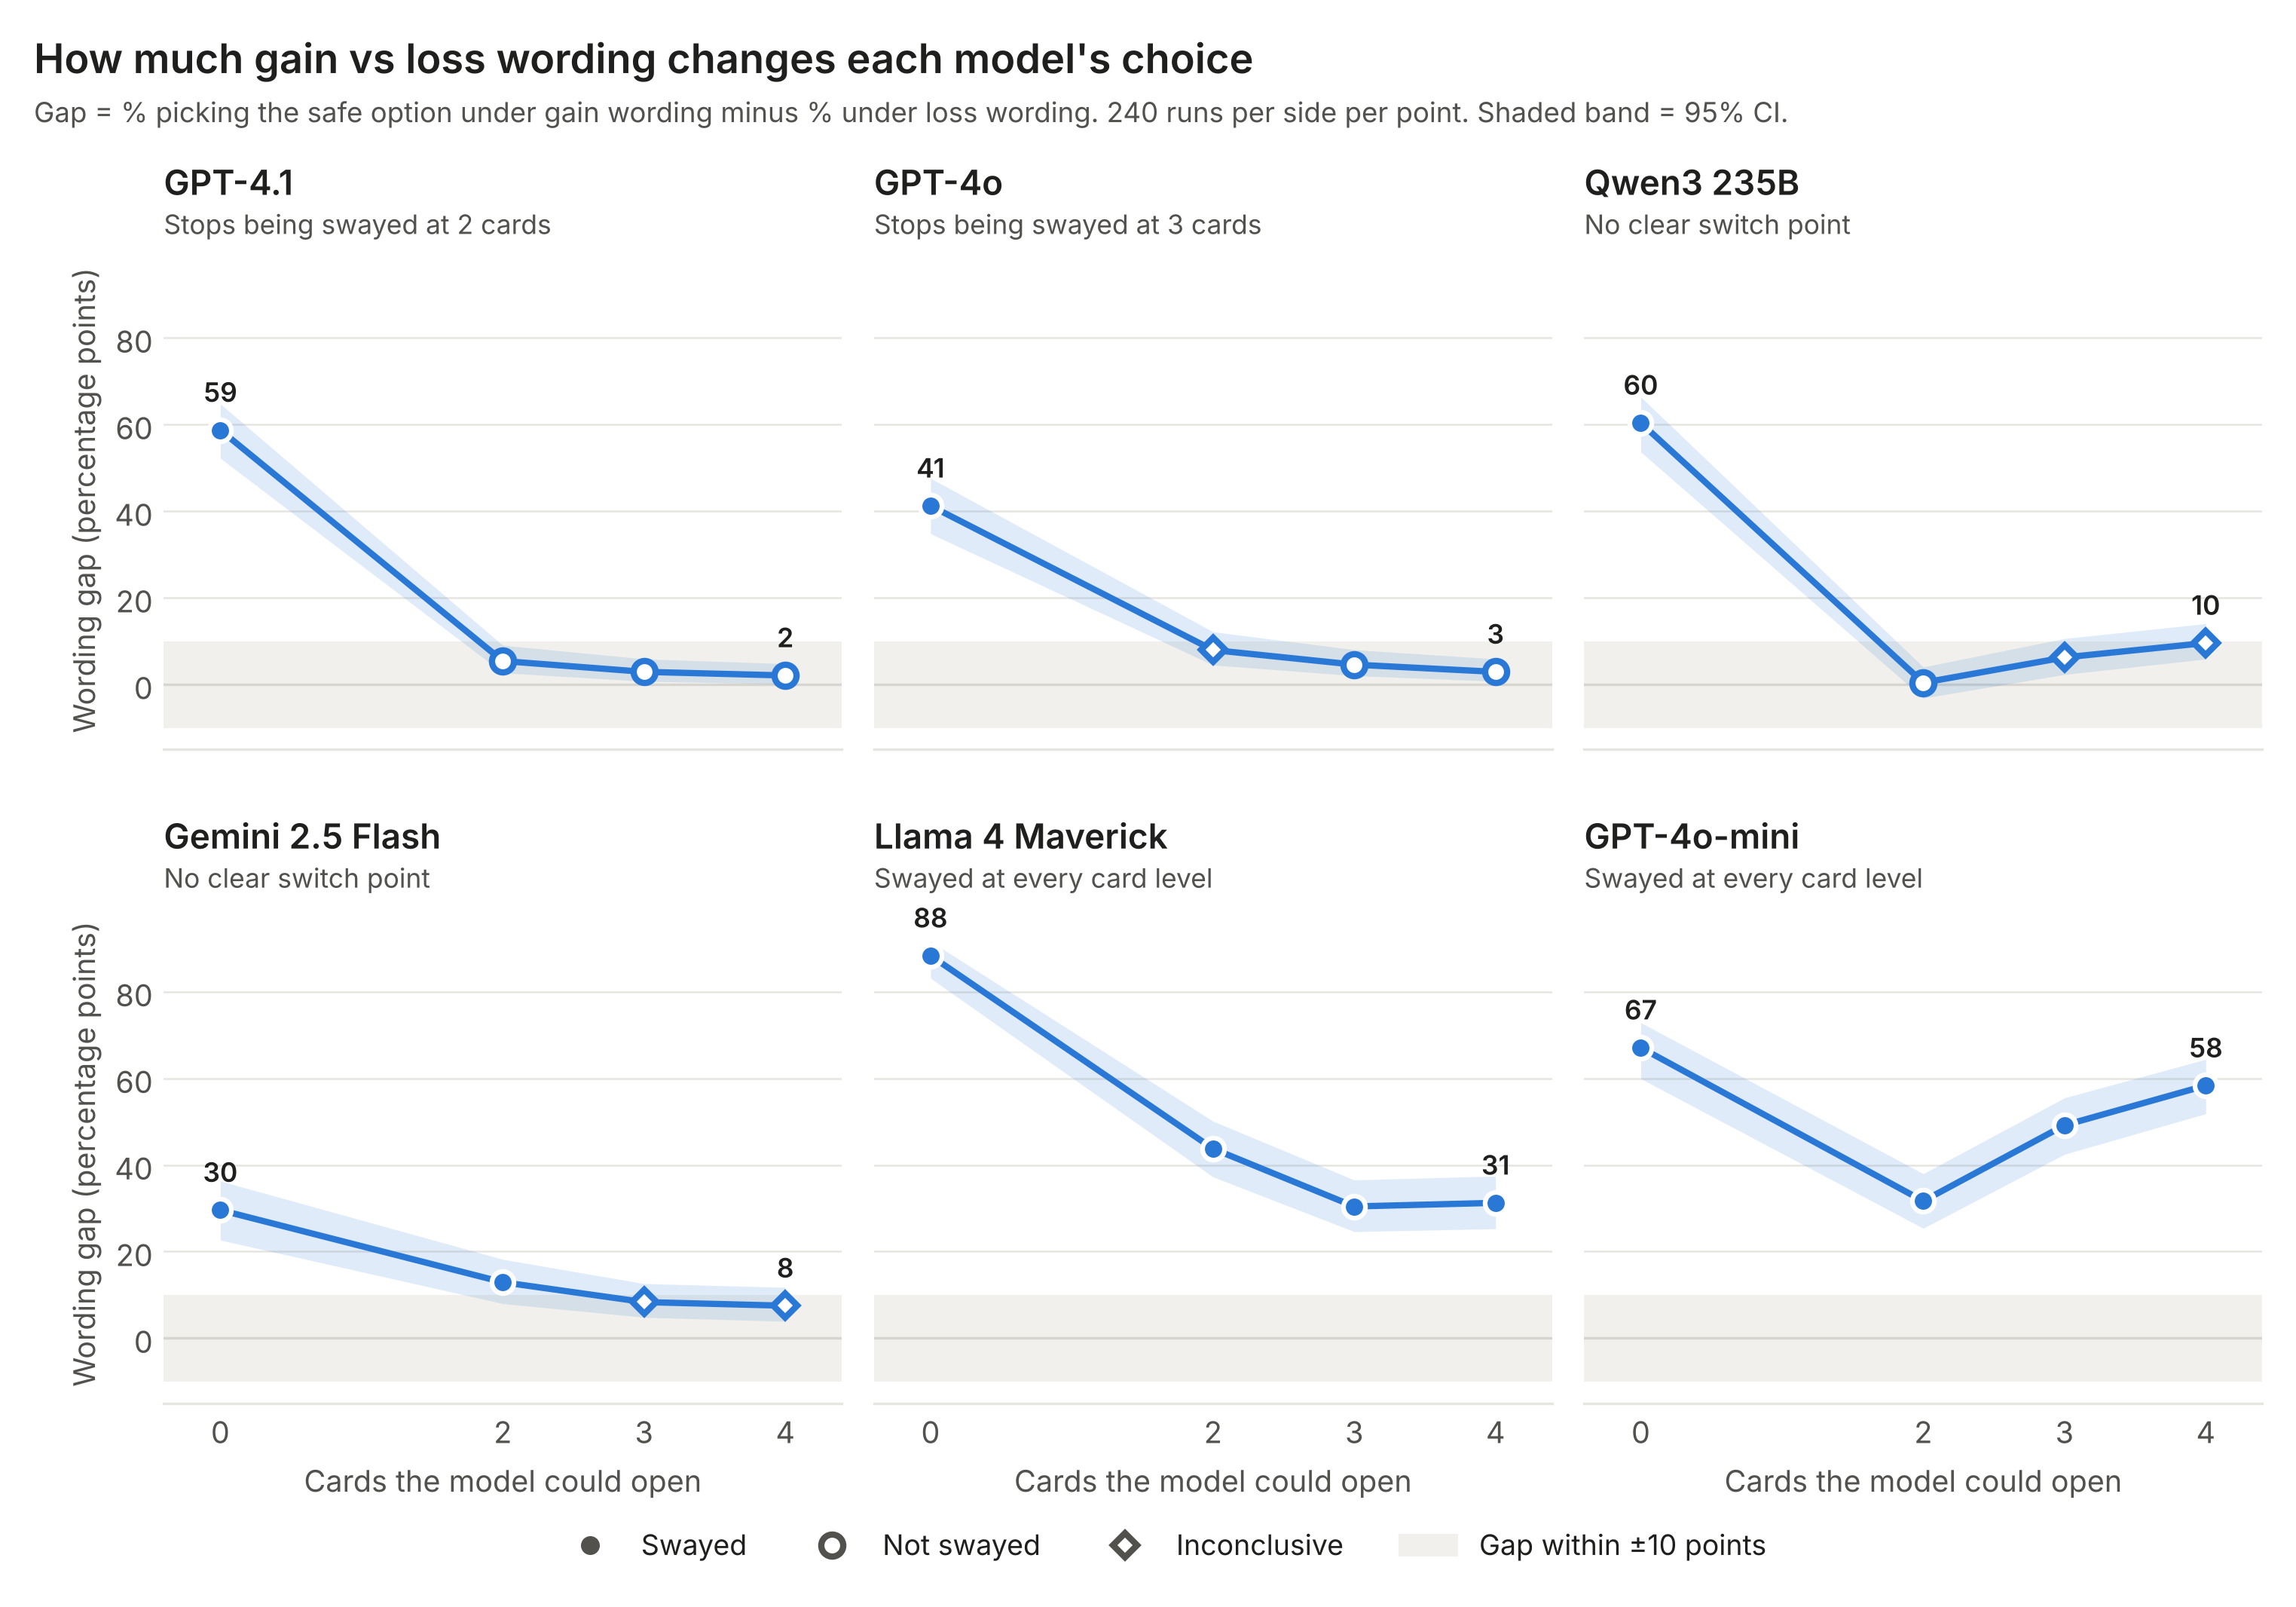 How much gain vs loss wording changes each model's choice
Gap = % picking the safe option under gain wording minus % under loss wording. 240 runs per side per point. Shaded band = 95% CI.
GPT-4.1
Stops being swayed at 2 cards
Wording gap (percentage points)
80
60
40
20
0
59
2
GPT-4o
Stops being swayed at 3 cards
41
3
Qwen3 235B
No clear switch point
60
10
Gemini 2.5 Flash
No clear switch point
Wording gap (percentage points)
80
60
40
20
0
30
8
0 2 3 4
Cards the model could open
Llama 4 Maverick
Swayed at every card level
88
31
0 2 3 4
Cards the model could open
GPT-4o-mini
Swayed at every card level
67
58
0 2 3 4
Cards the model could open
Swayed Not swayed Inconclusive Gap within ±10 points